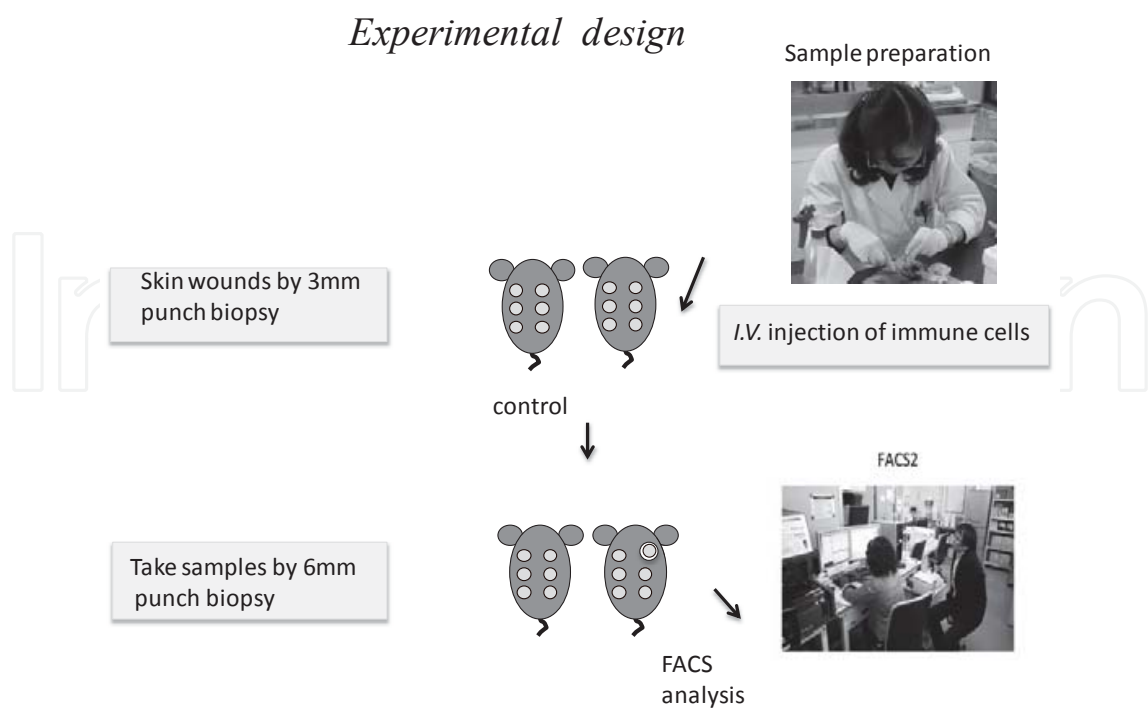 Experimental design
Sample preparation
Skin wounds by 3mm
punch biopsy
I.V. injection of immune cells
control
FACS2
Take samples by 6mm
punch biopsy
FACS
analysis